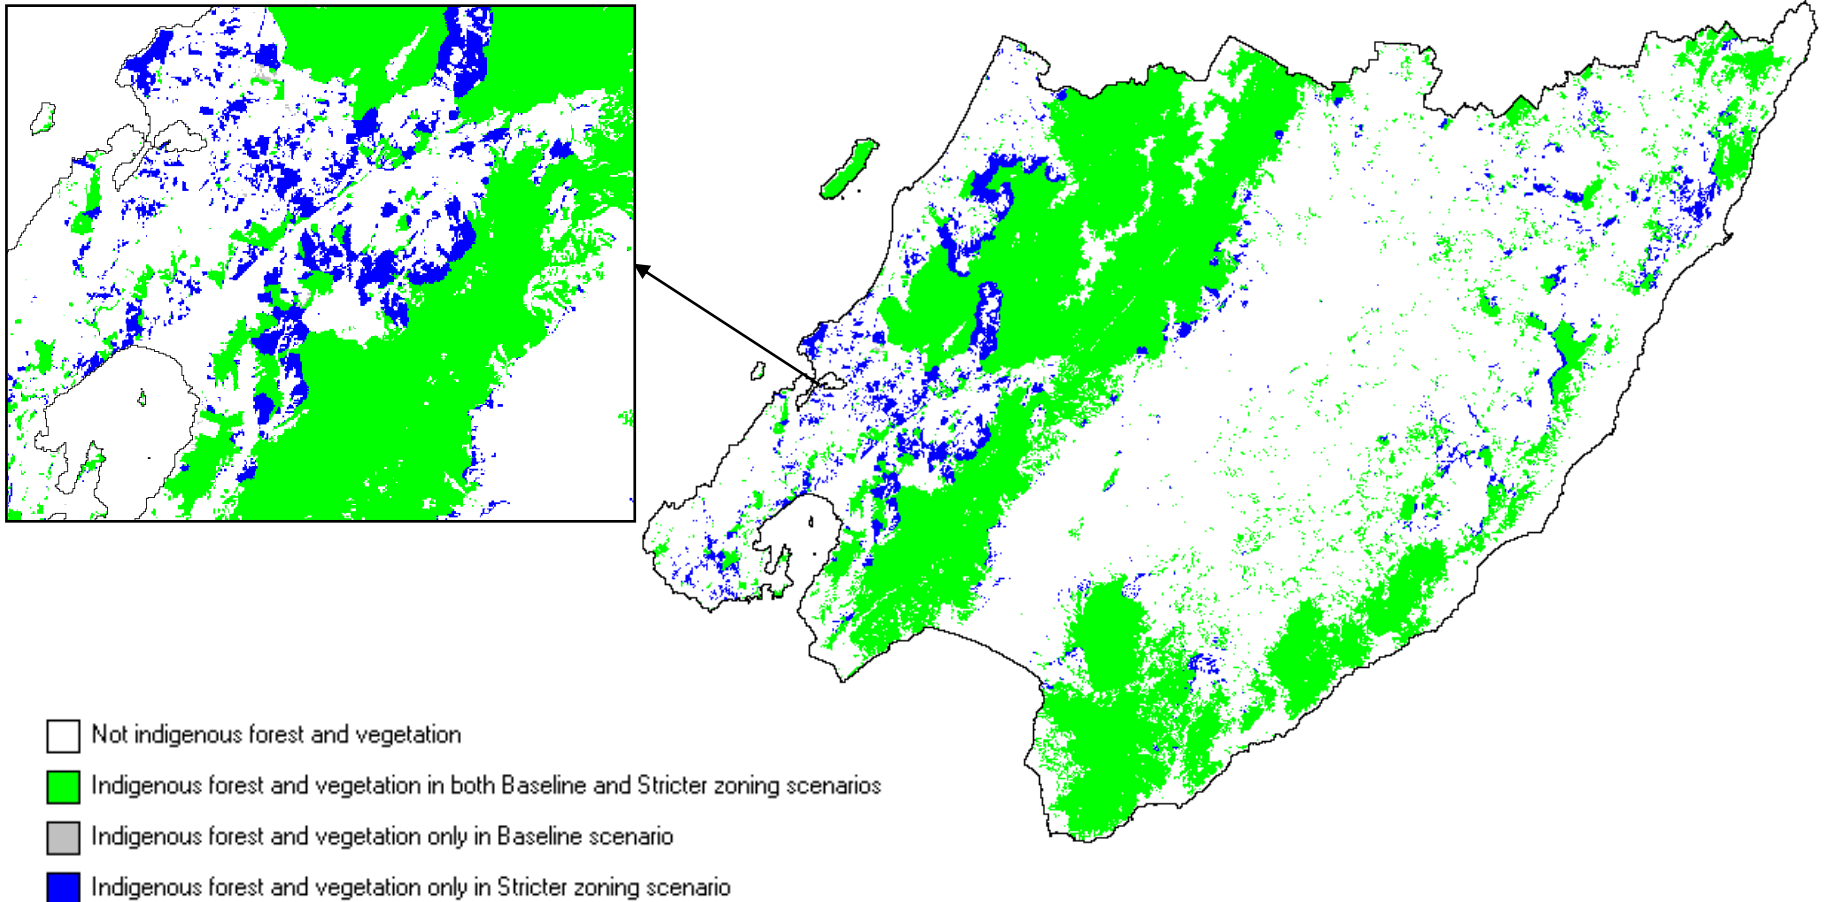 Not indigenous forest and vegetation
Indigenous forest and vegetation in both Baseline and Stricter zoning scenarios
Indigenous forest and vegetation only in Baseline scenario
Indigenous forest and vegetation only in Stricter zoning scenario